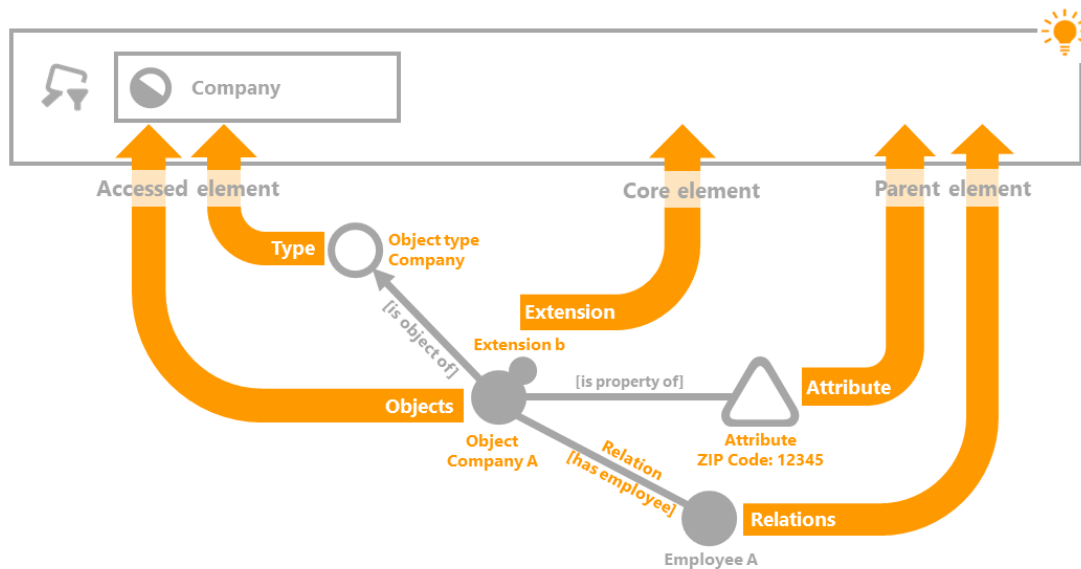 Company
Accessed element
Core element
Parent element
Type
Object type
Company
[is object of]
Extension
Extension b
[is property of]
Attribute
Objects
Object
Company A
Relation
[has employee]
Attribute
ZIP Code: 12345
Relations
Employee A